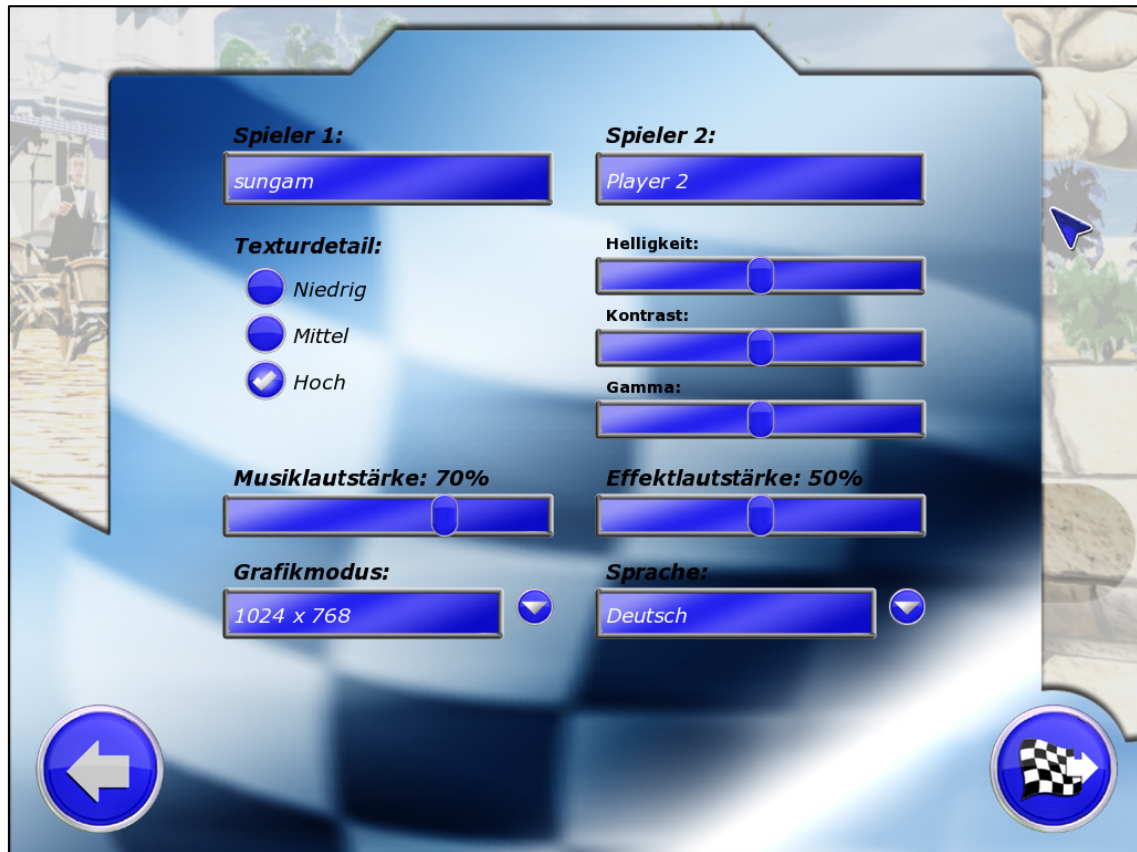 Spieler 1:
Spieler 2:
sungam
Player 2
Texturdetail:
Niedrig
Mittel
Hoch
Helligkeit:
Kontrast:
Gamma:
Musiklautstärke: 70%
Effektlautstärke: 50%
Grafikmodus:
1024 x 768
Sprache:
Deutsch